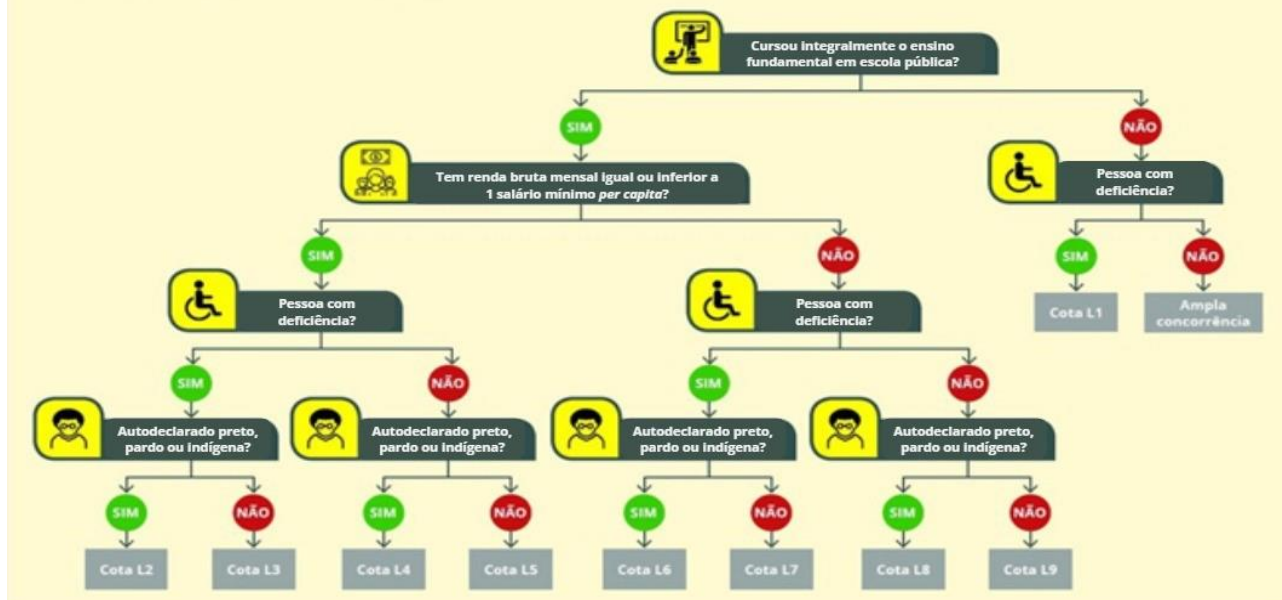 Cursou integralmente o ensino
fundamental em escola pública?
SIM
NÃO
Tem renda bruta mensal igual ou inferior a
1 salário mínimo per capita?
Pessoa com
deficiência?
SIM
NÃO
SIM
NÃO
Cota L1
Ampla
concorrência
Pessoa com
deficiência?
Pessoa com
deficiência?
SIM
NÃO
SIM
NÃO
Autodeclarado preto,
pardo ou indígena?
Autodeclarado preto,
pardo ou indígena?
Autodeclarado preto,
pardo ou indígena?
Autodeclarado preto,
pardo ou indígena?
SIM
NÃO
SIM
NÃO
SIM
NÃO
SIM
NÃO
Cota L2
Cota L3
Cota L4
Cota L5
Cota L6
Cota L7
Cota L8
Cota L9